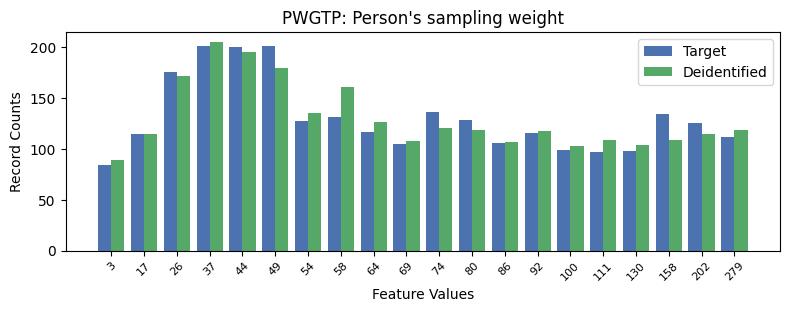 PWGTP: Person's sampling weight
Target
Deidentified
Record Counts
200
150
100
50
0
3 17 26 37 44 49 54 58 64 69 74 80 86 92 100 111 130 158 202 279
Feature Values